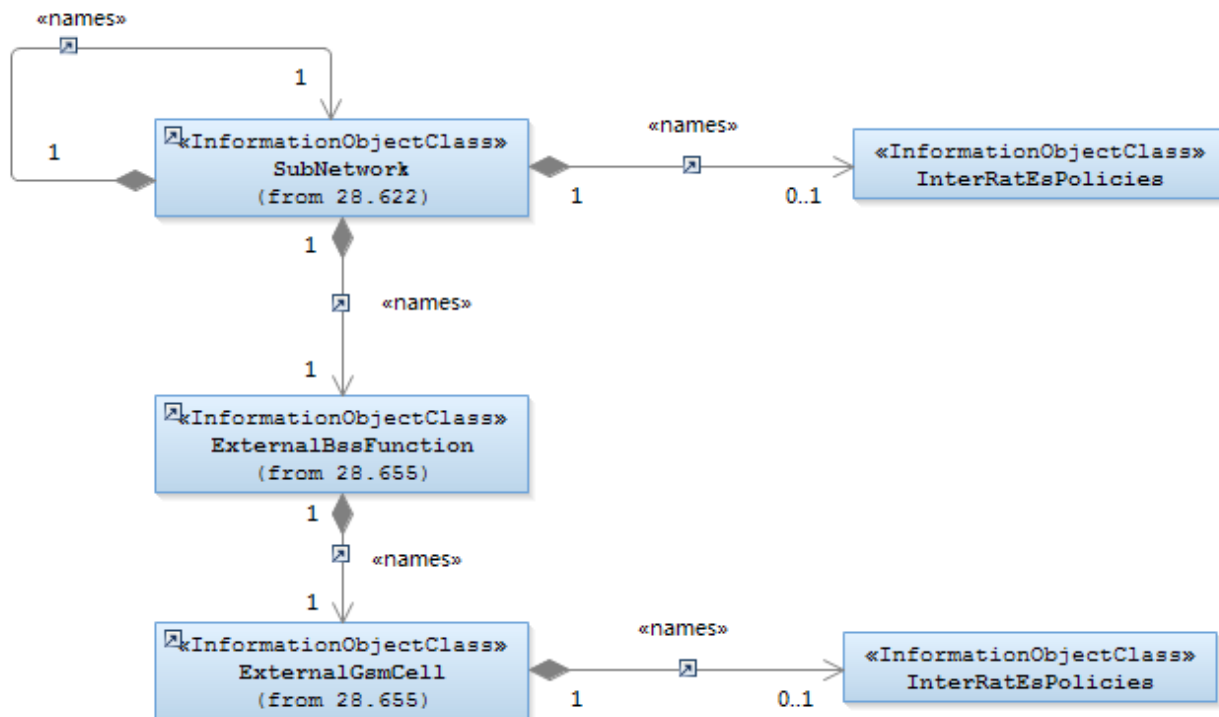 «names»
1
1
«InformationObjectClass»
SubNetwork
(from 28.622)
«names»
1
0..1
«InformationObjectClass»
InterRatEsPolicies
1
«names»
1
«InformationObjectClass»
ExternalBssFunction
(from 28.655)
1
«names»
1
«InformationObjectClass»
ExternalGsmCell
(from 28.655)
«names»
1
0..1
«InformationObjectClass»
InterRatEsPolicies